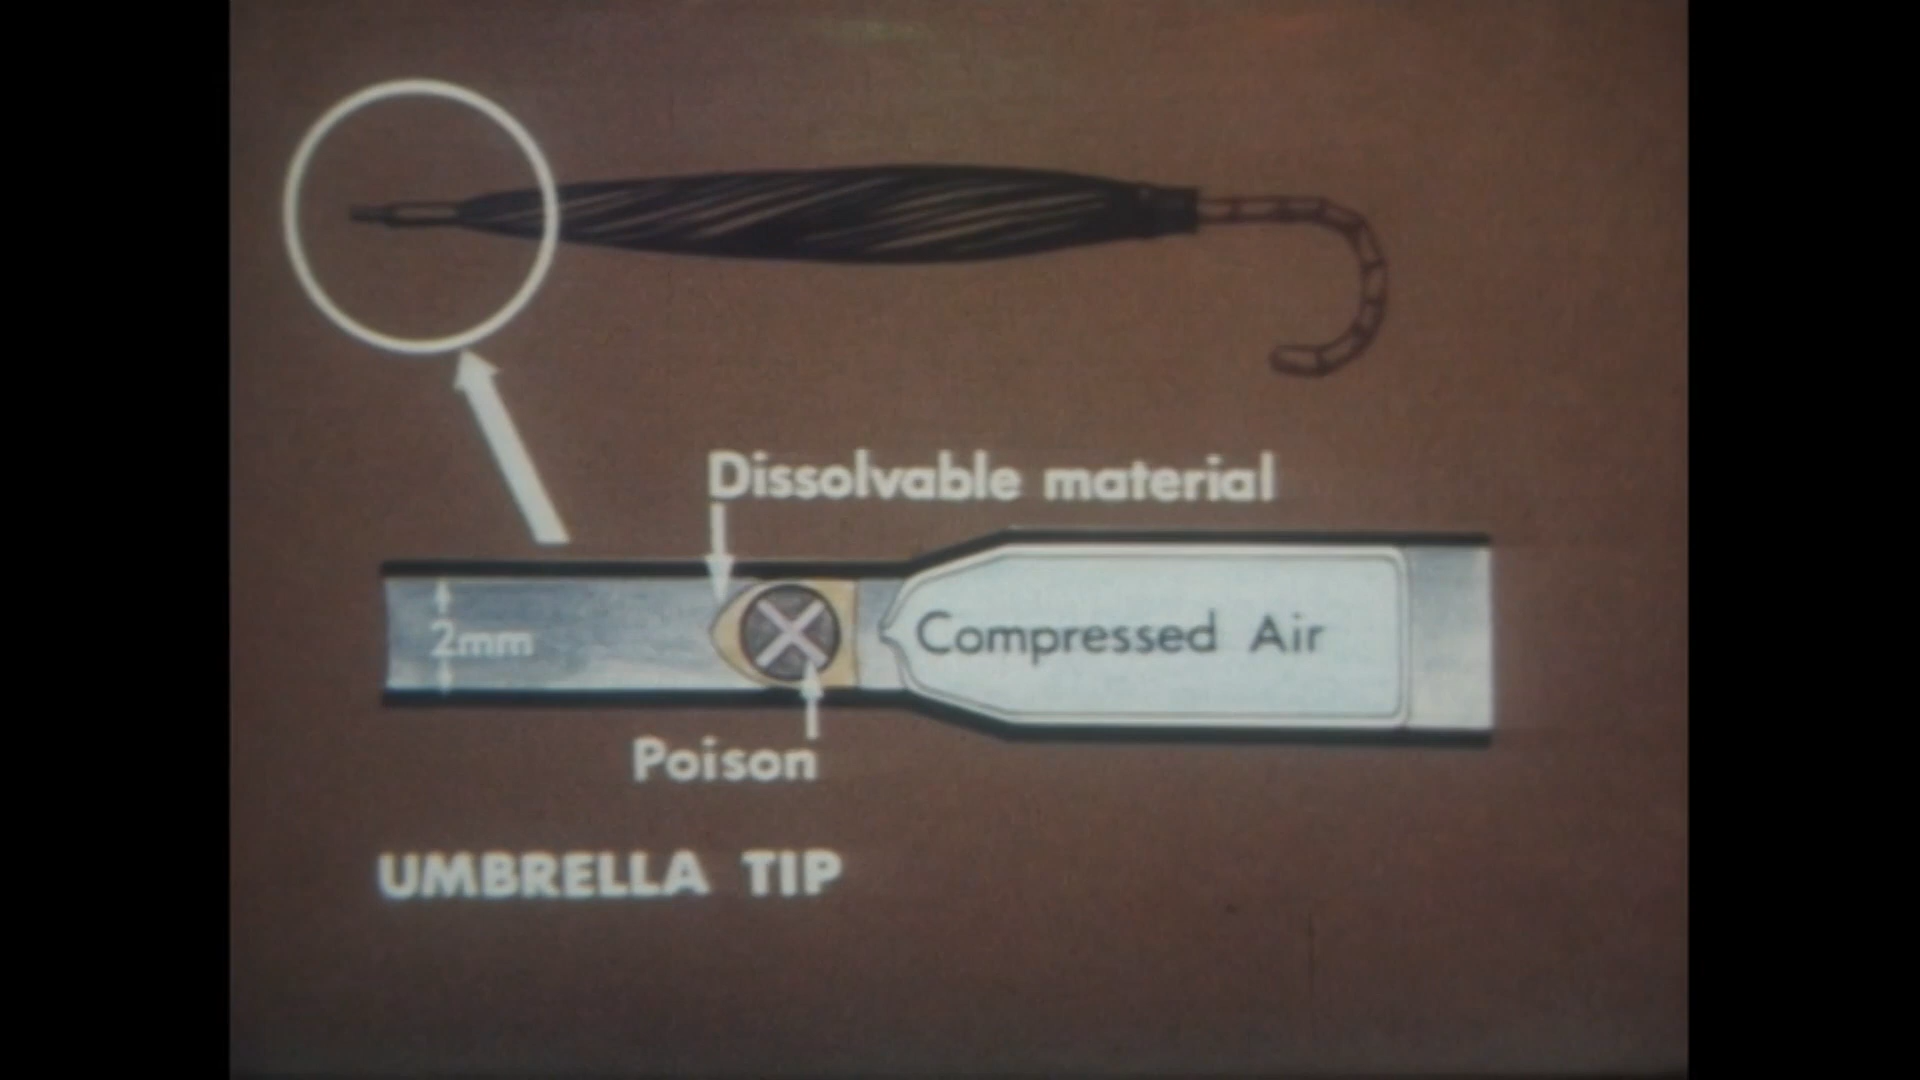 Dissolvable material
2mm
Compressed Air
Poison
UMBRELLA TIP